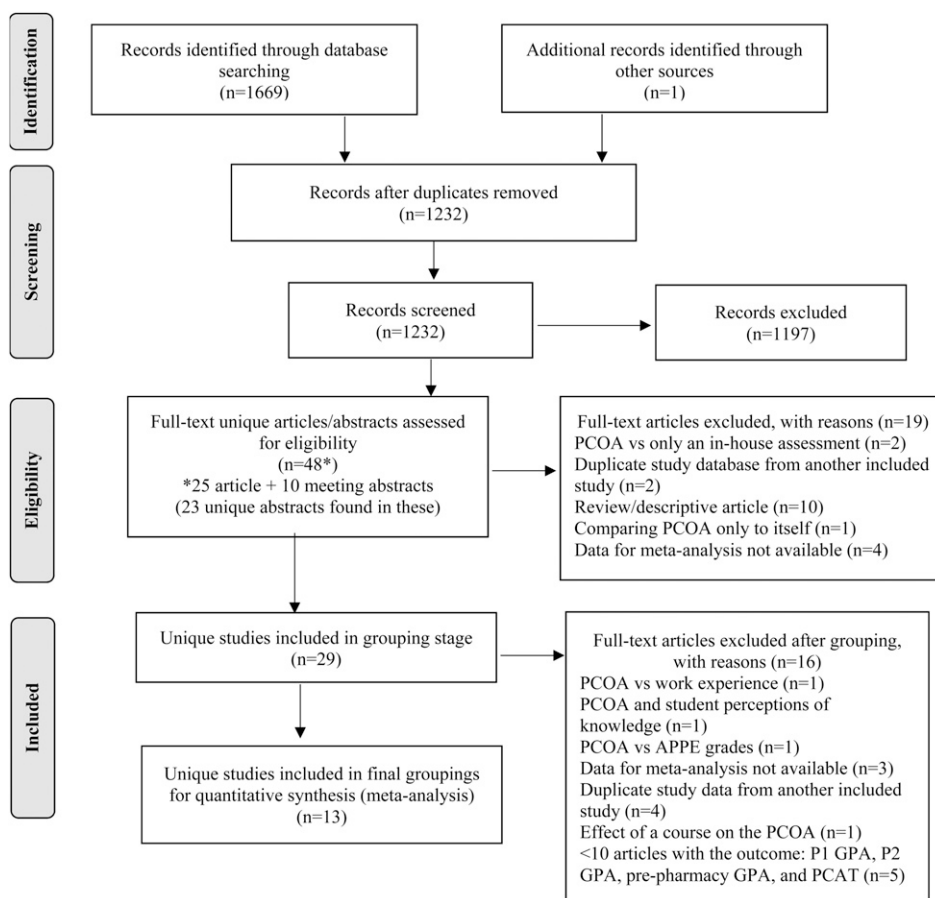 Identification
Records identified through database
searching
(n=1669)
Additional records identified through
other sources
(n=1)
Screening
Records after duplicates removed
(n=1232)
Records screened
(n=1232)
Records excluded
(n=1197)
Eligibility
Full-text unique articles/abstracts assessed
for eligibility
(n=48*)
*25 article + 10 meeting abstracts
(23 unique abstracts found in these)
Full-text articles excluded, with reasons (n=19)
PCOA vs only an in-house assessment (n=2)
Duplicate study database from another included
study (n=2)
Review/descriptive article (n=10)
Comparing PCOA only to itself (n=1)
Data for meta-analysis not available (n=4)
Included
Unique studies included in grouping stage
(n=29)
Full-text articles excluded after grouping,
with reasons (n=16)
PCOA vs work experience (n=1)
PCOA and student perceptions of
knowledge (n=1)
PCOA vs APPE grades (n=1)
Data for meta-analysis not available (n=3)
Duplicate study data from another included
study (n=4)
Effect of a course on the PCOA (n=1)
<10 articles with the outcome: P1 GPA, P2
GPA, pre-pharmacy GPA, and PCAT (n=5)
Unique studies included in final groupings
for quantitative synthesis (meta-analysis)
(n=13)